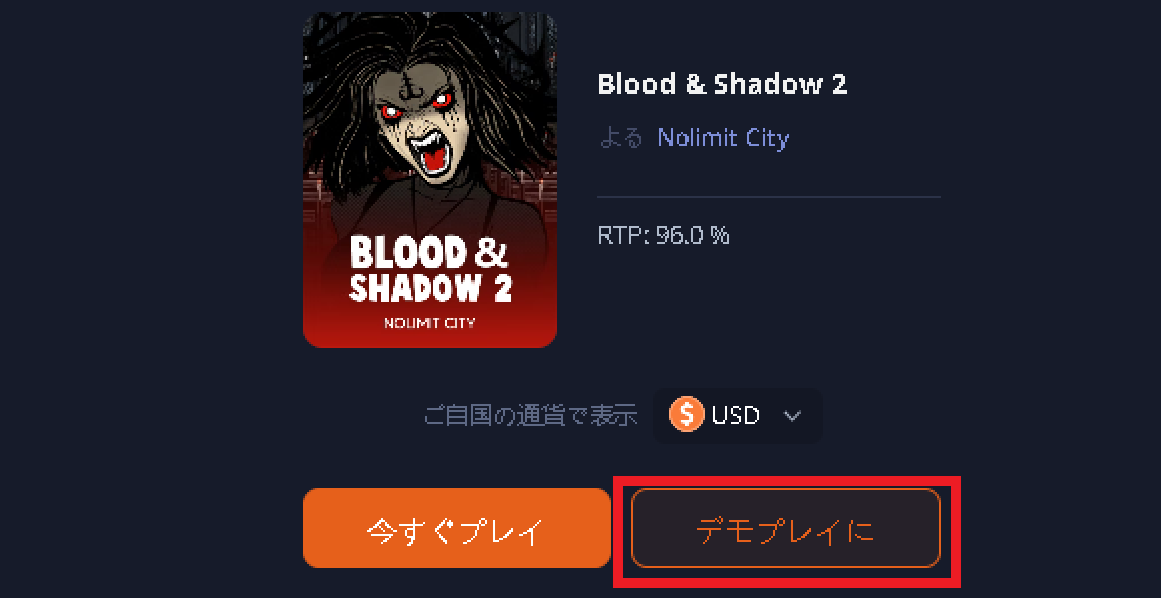 Blood & Shadow 2
よる Nolimit City
RTP: 96.0 %
BLOOD &
SHADOW 2
NOLIMIT CITY
ご自国の通貨で表示 $ USD
今すぐプレイ デモプレイに